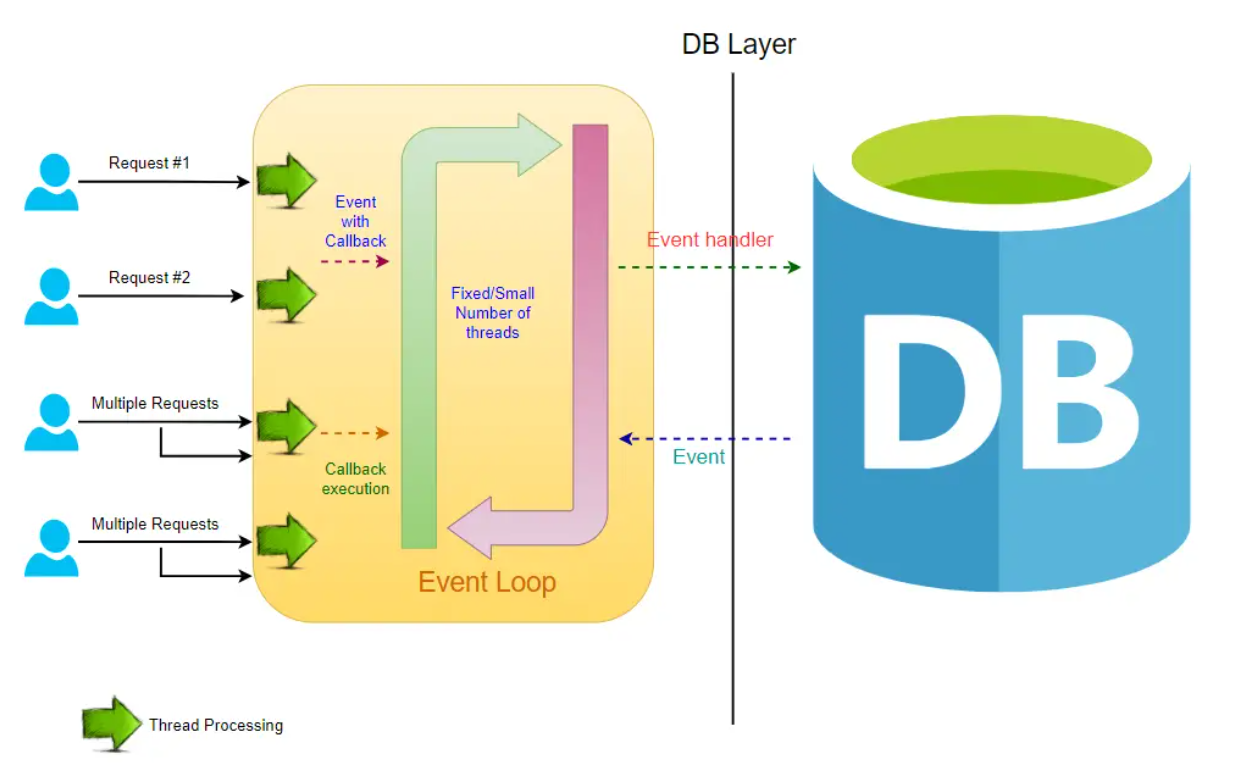 DB Layer
Request #1
Event
with
Callback
Event handler
Request #2
Fixed/Small
Number of
threads
DB
Multiple Requests
Callback
execution
Event
Multiple Requests
Event Loop
Thread Processing